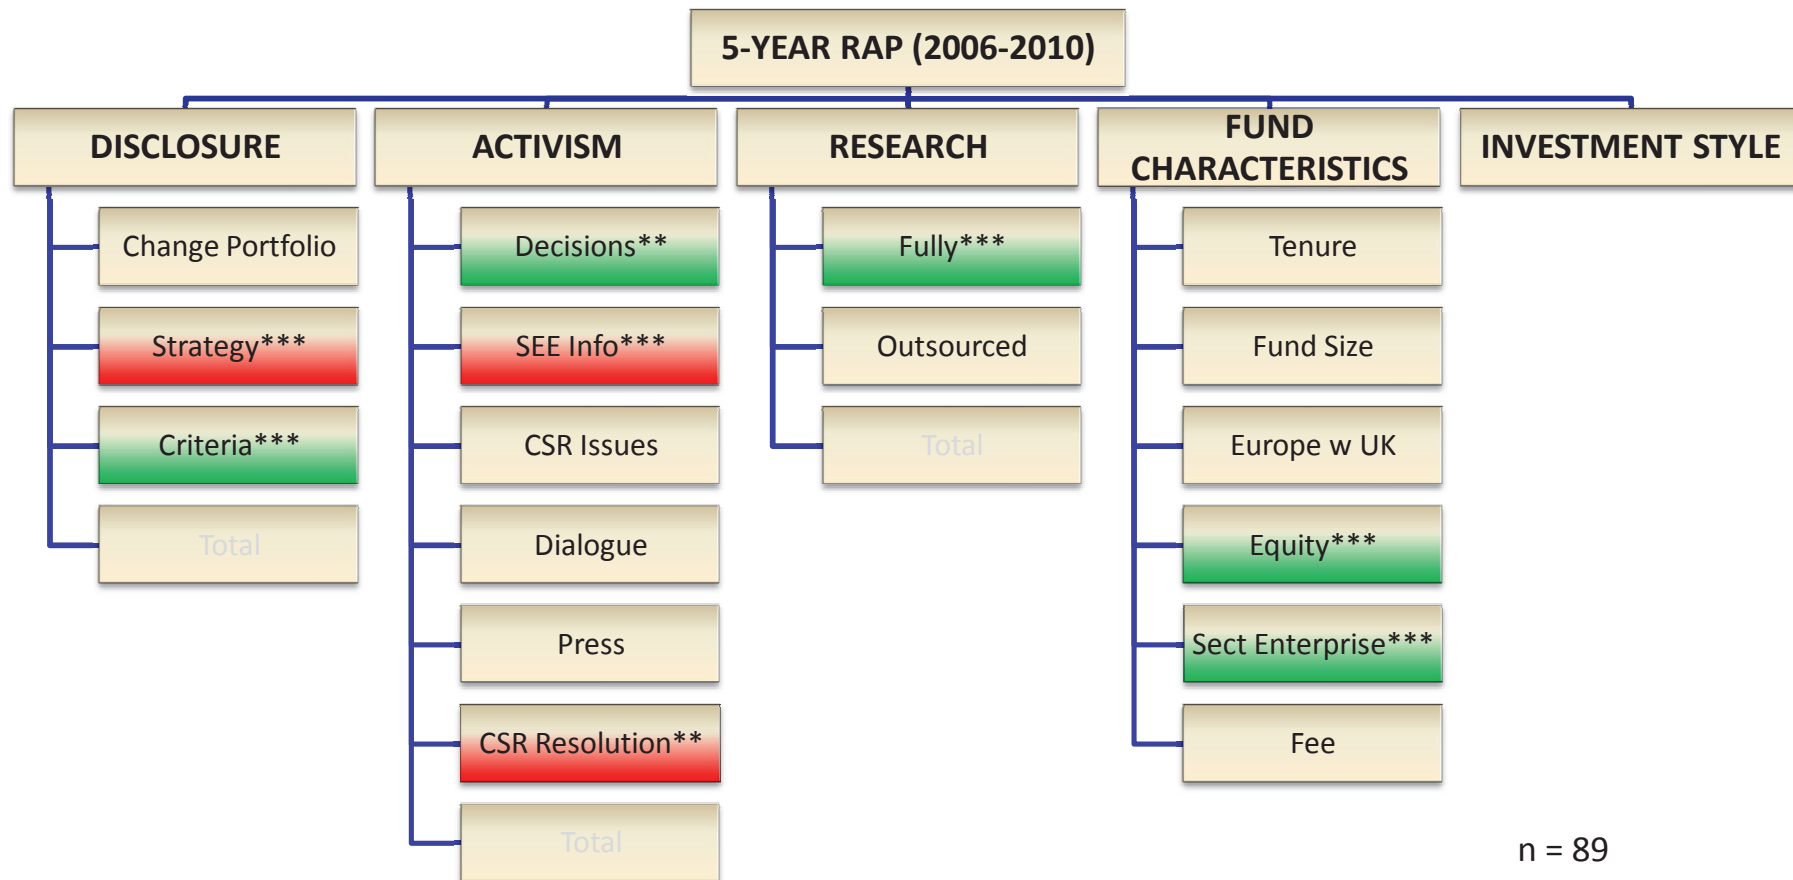 5-YEAR RAP (2006-2010)
DISCLOSURE
Change Portfolio
Strategy***
Criteria***
Total
ACTIVISM
Decisions**
SEE Info***
CSR Issues
Dialogue
Press
CSR Resolution**
Total
RESEARCH
Fully***
Outsourced
Total
FUND
CHARACTERISTICS
Tenure
Fund Size
Europe w UK
Equity***
Sect Enterprise***
Fee
INVESTMENT STYLE
n = 89